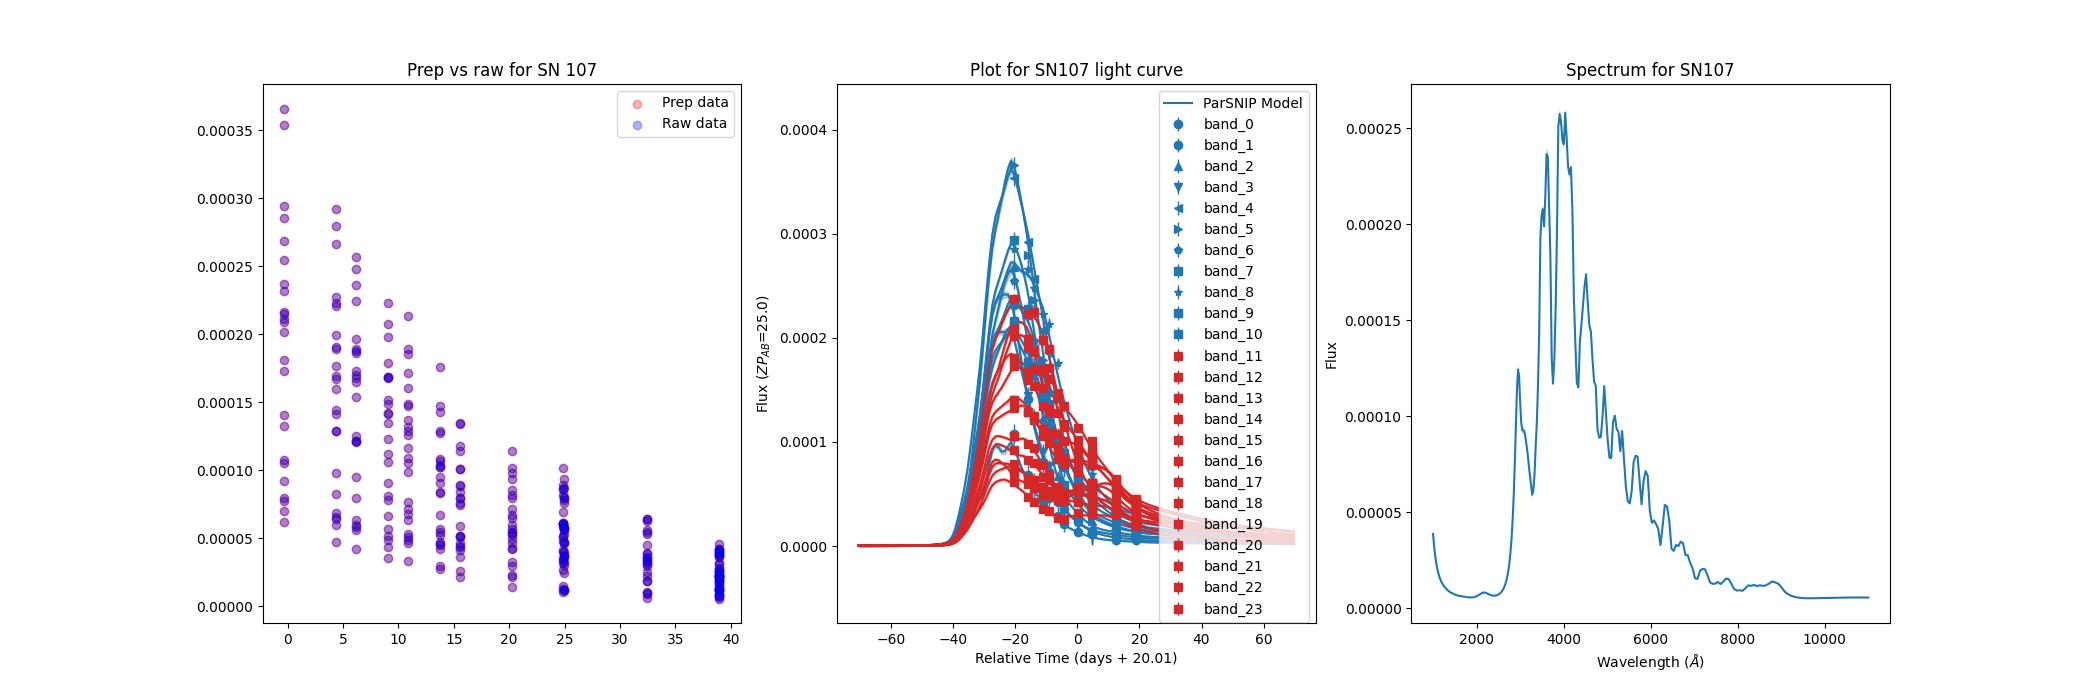 Prep vs raw for SN 107
Prep data
Raw data
0.00035
0.00030
0.00025
0.00020
0.00015
0.00010
0.00005
0.00000
0 5 10 15 20 25 30 35 40
Plot for SN107 light curve
ParSNIP Model
band_0
band_1
band_2
band_3
band_4
band_5
band_6
band_7
band_8
band_9
band_10
band_11
band_12
band_13
band_14
band_15
band_16
band_17
band_18
band_19
band_20
band_21
band_22
band_23
Flux (ZP_AB=25.0)
0.0004
0.0003
0.0002
0.0001
0.0000
−60 −40 −20 0 20 40 60
Relative Time (days + 20.01)
Spectrum for SN107
Flux
0.00025
0.00020
0.00015
0.00010
0.00005
0.00000
2000 4000 6000 8000 10000
Wavelength (Å)